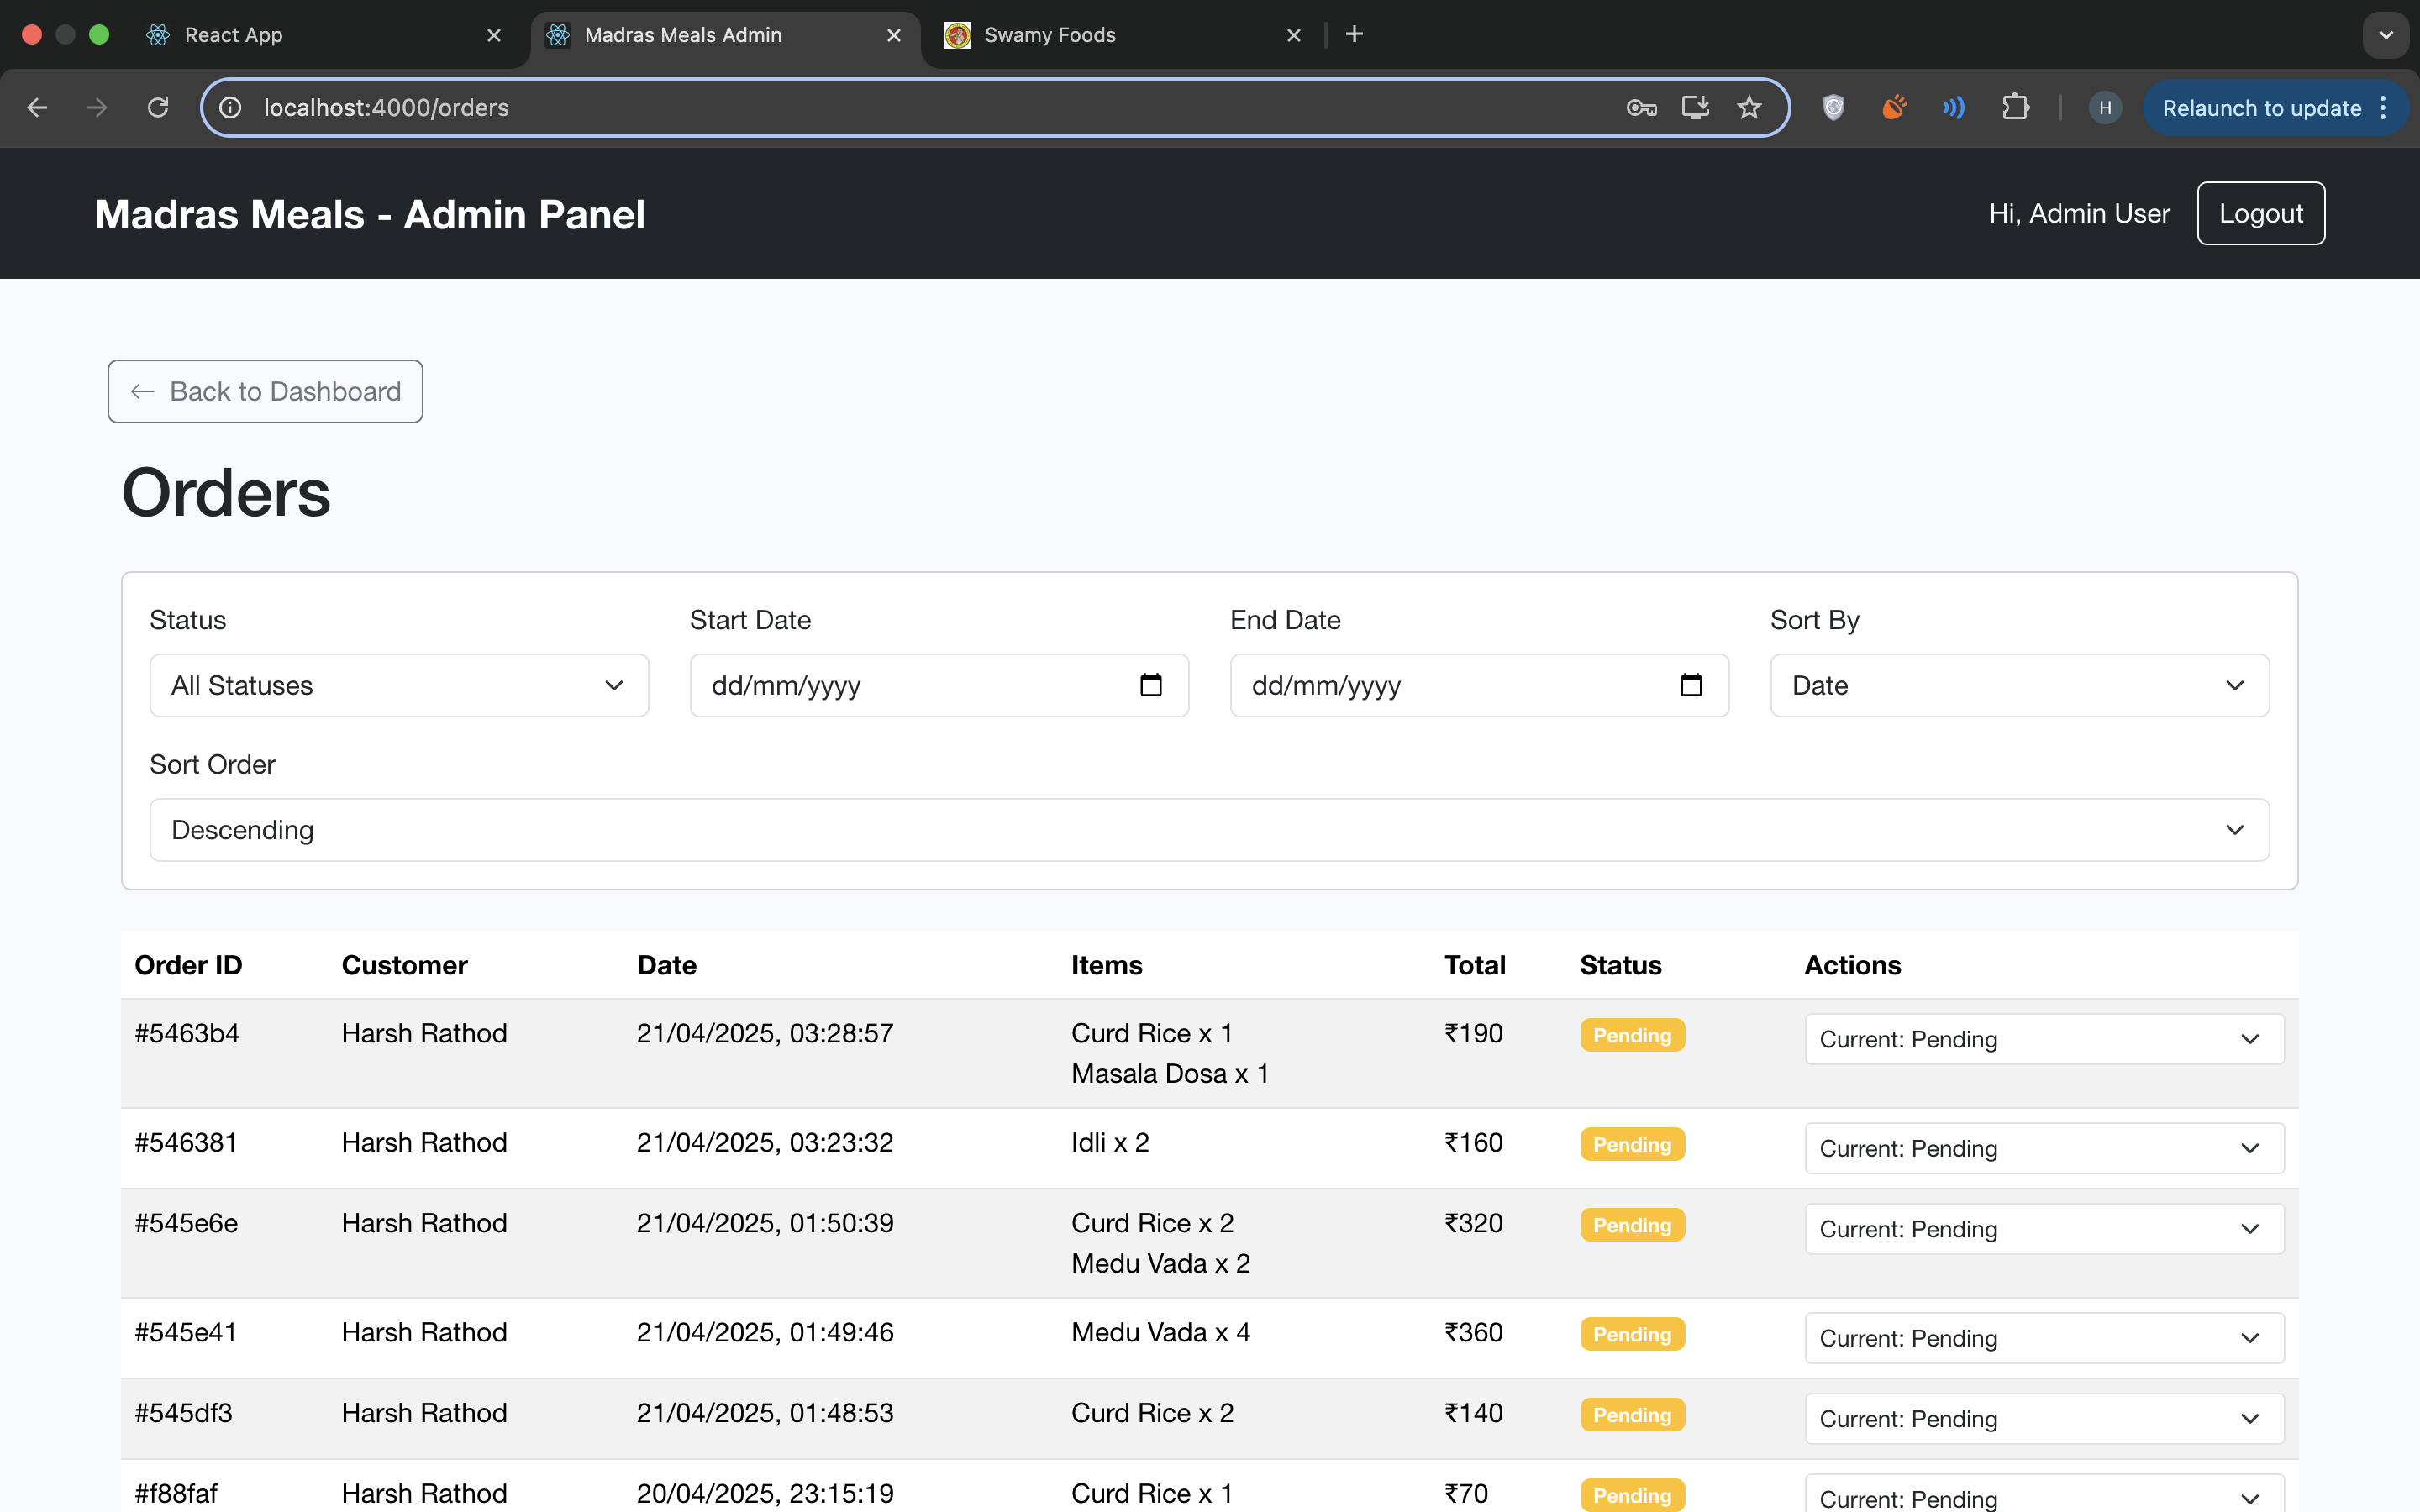 React App
Madras Meals Admin
Swamy Foods
localhost:4000/orders
H
Relaunch to update
Madras Meals - Admin Panel
Hi, Admin User
Logout
← Back to Dashboard
Orders
Status
Start Date
End Date
Sort By
All Statuses
dd/mm/yyyy
dd/mm/yyyy
Date
Sort Order
Descending
Order ID Customer Date Items Total Status Actions
#5463b4 Harsh Rathod 21/04/2025, 03:28:57 Curd Rice x 1 ₹190 Pending Current: Pending
Masala Dosa x 1
#546381 Harsh Rathod 21/04/2025, 03:23:32 Idli x 2 ₹160 Pending Current: Pending
#545e6e Harsh Rathod 21/04/2025, 01:50:39 Curd Rice x 2 ₹320 Pending Current: Pending
Medu Vada x 2
#545e41 Harsh Rathod 21/04/2025, 01:49:46 Medu Vada x 4 ₹360 Pending Current: Pending
#545df3 Harsh Rathod 21/04/2025, 01:48:53 Curd Rice x 2 ₹140 Pending Current: Pending
#f88faf Harsh Rathod 20/04/2025, 23:15:19 Curd Rice x 1 ₹70 Pending Current: Pending